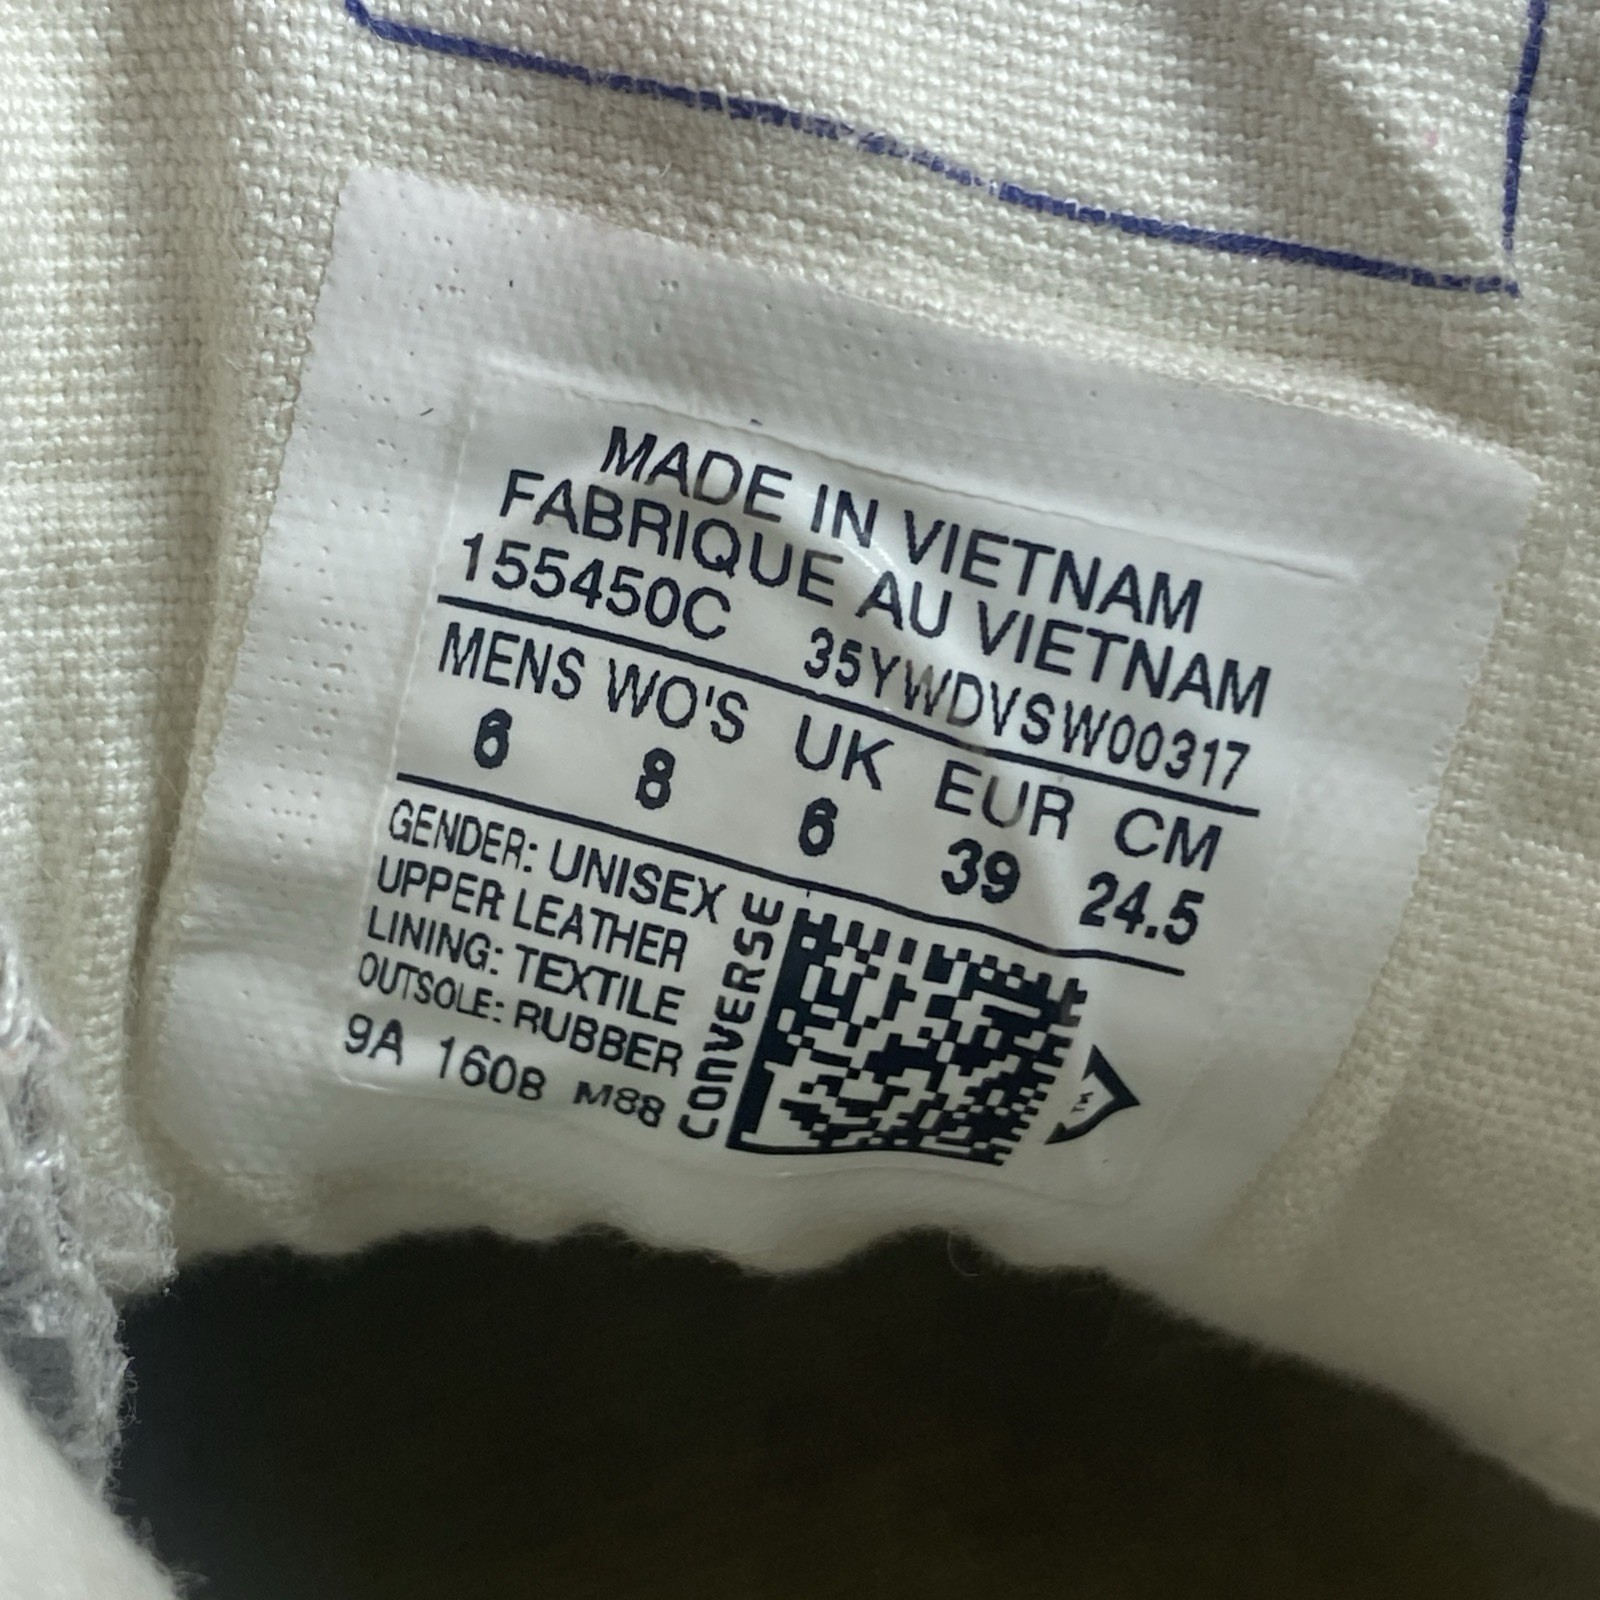 MADE IN VIETNAM
FABRIQUE AU VIETNAM
155450C 35YWDVSW00317
MENS WO'S UK EUR CM
6 8 6 39 24.5
GENDER: UNISEX
UPPER: LEATHER
LINING: TEXTILE
OUTSOLE: RUBBER
9A 1608 M88
CONVERSE
TM